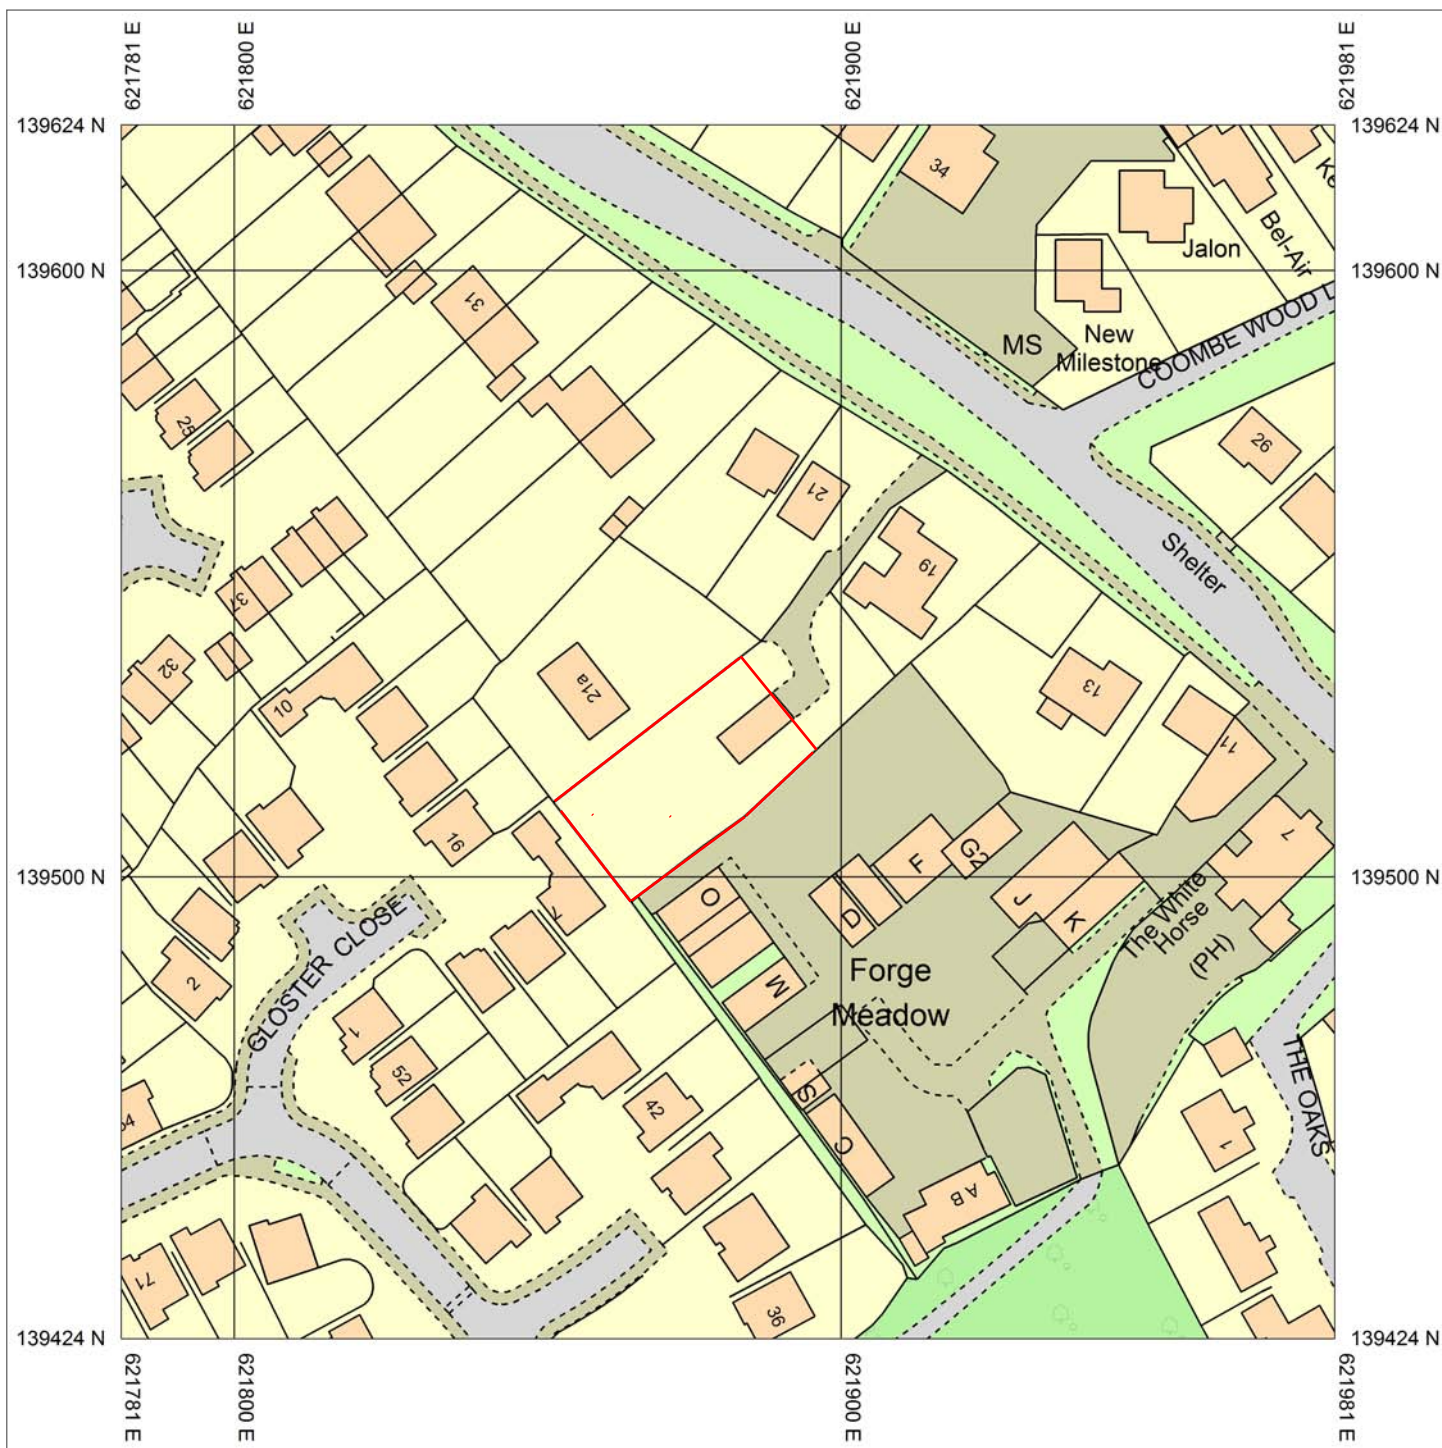 621781 E
621800 E
621900 E
621981 E
139624 N
139624 N
34
Jalon
Bel-Air
139600 N
139600 N
31
MS
New
Milestone
COOMBE WOOD L
25
26
21
Shelter
19
37
32
21a
10
13
11
16
7
F
G2
J
K
O
D
7
The White
Horse
(PH)
139500 N
139500 N
GLOSTER CLOSE
2
M
Forge
Meadow
1
52
42
S
C
THE OAKS
1
A B
71
36
139424 N
139424 N
621781 E
621800 E
621900 E
621981 E